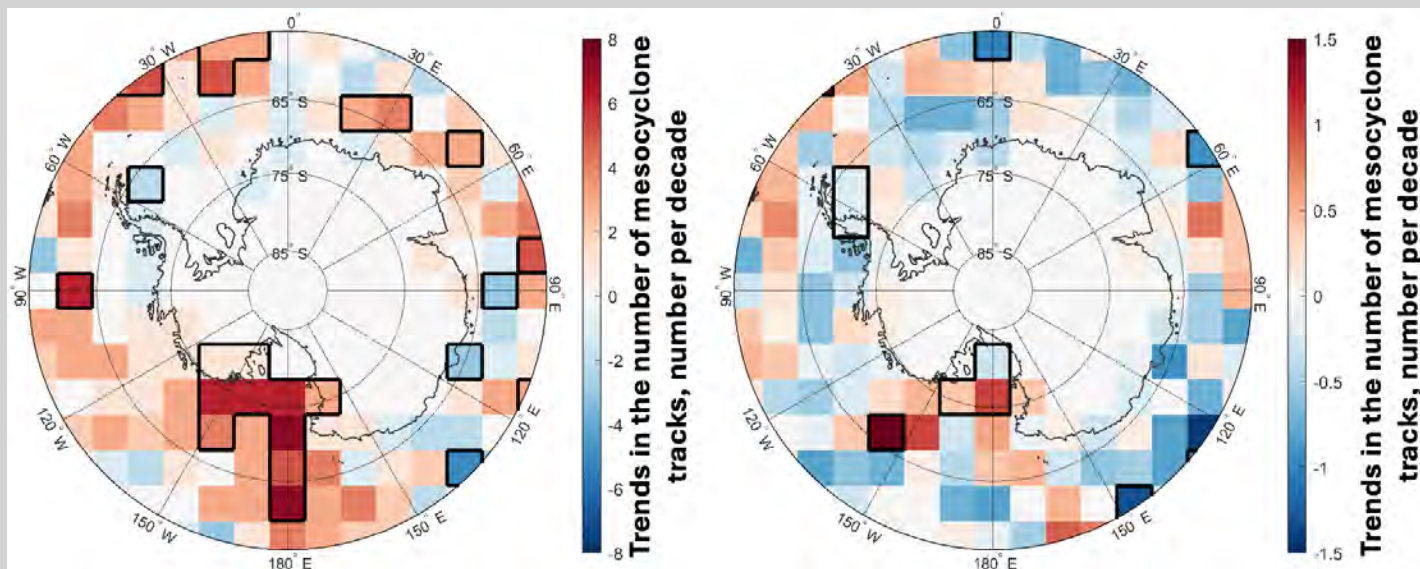 0°
30° W
30° E
60° W
60° E
65° S
75° S
85° S
90° W
90° E
120° W
120° E
150° W
150° E
180° E
8
6
4
2
0
-2
-4
-6
-8
Trends in the number of mesocyclone
tracks, number per decade
0°
30° W
30° E
60° W
60° E
65° S
75° S
85° S
90° W
90° E
120° W
120° E
150° W
150° E
180° E
1.5
1
0.5
0
-0.5
-1
-1.5
Trends in the number of mesocyclone
tracks, number per decade